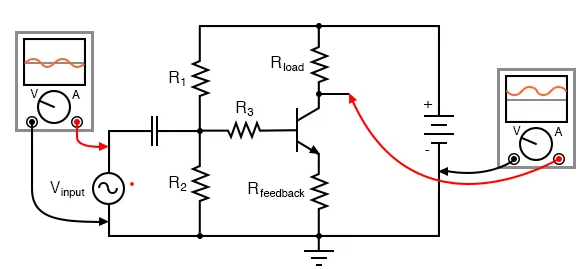 V A
R1
R3
R2
Rload
Rfeedback
Vinput
+
-
V A